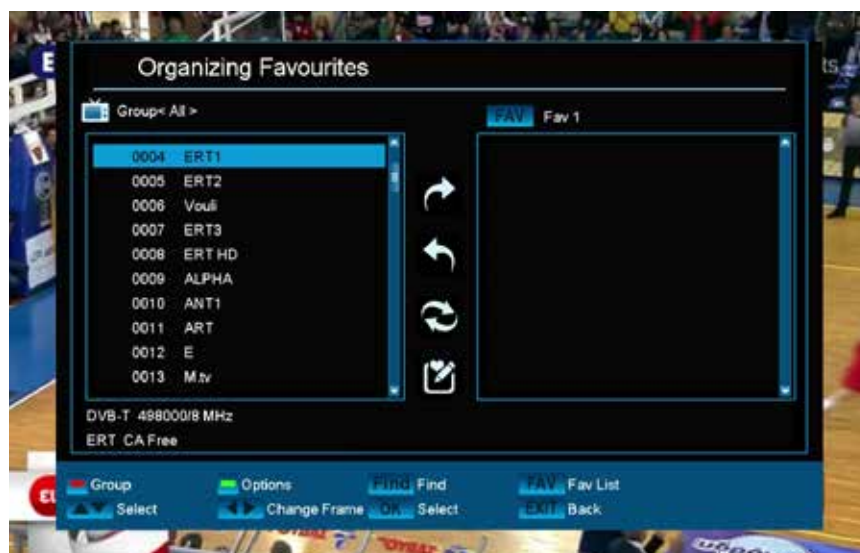 Organizing Favourites
Group< All >
FAV Fav 1
0004 ERT1
0005 ERT2
0006 Vouli
0007 ERT3
0008 ERT HD
0009 ALPHA
0010 ANT1
0011 ART
0012 E
0013 M.tv
DVB-T 498000/8 MHz
ERT CA Free
Group Options Find Find FAV Fav List
Select Change Frame OK Select EXIT Back